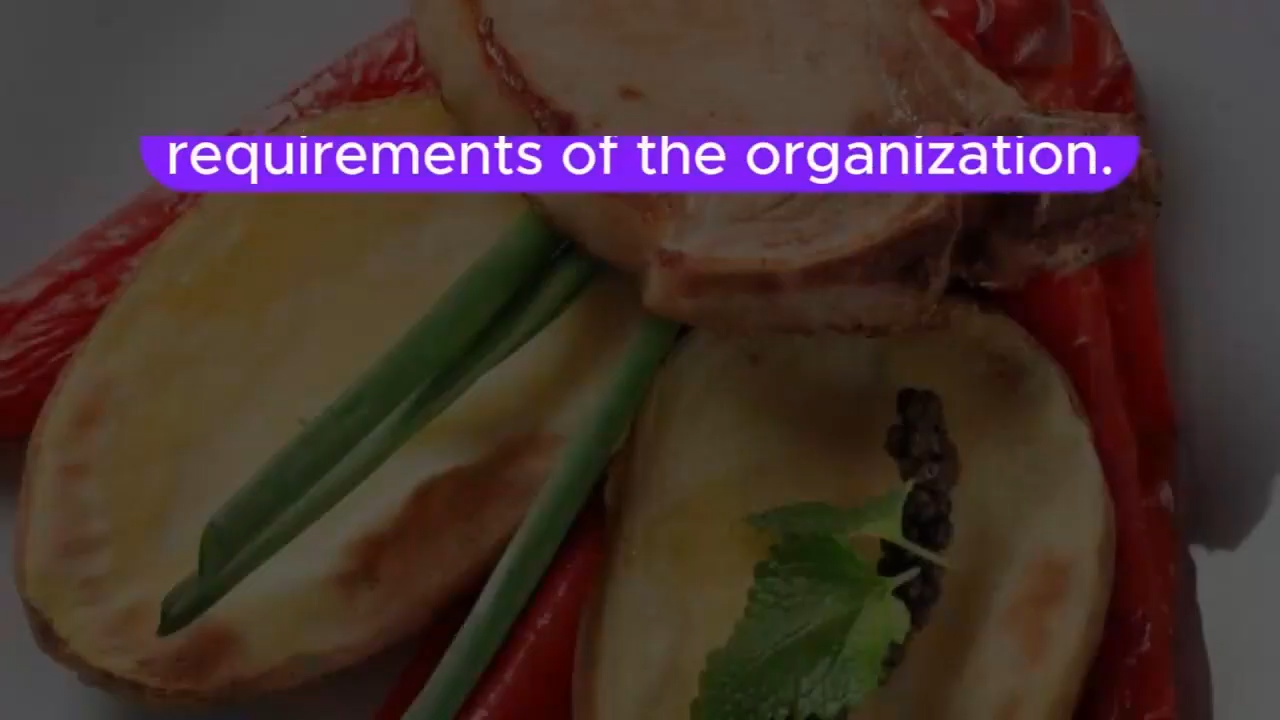 requirements of the organization.